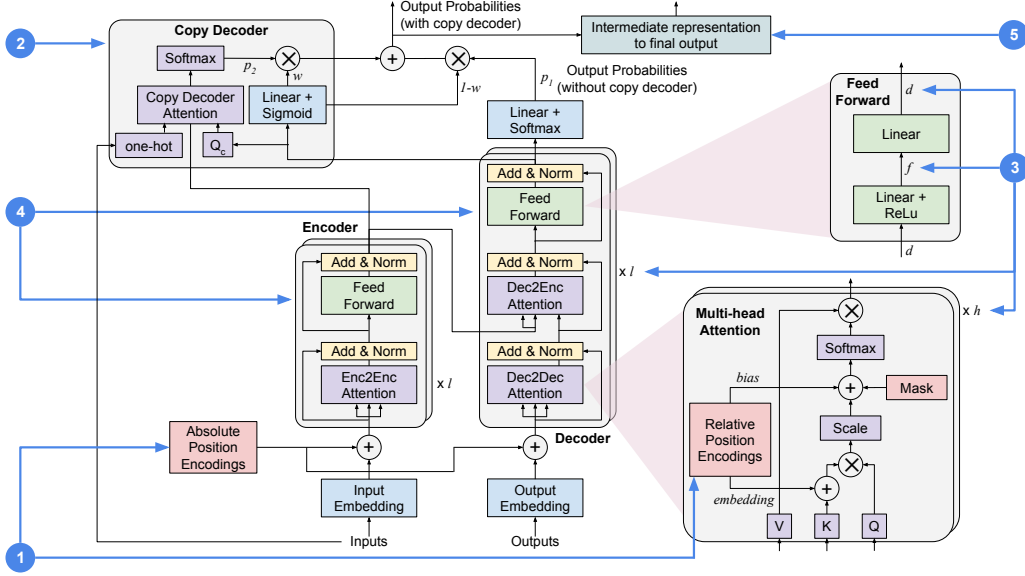 Output Probabilities
(with copy decoder)
Copy Decoder
2
Intermediate representation
to final output
5
Softmax
p2
w
Copy Decoder
Attention
Linear +
Sigmoid
1-w
p1
Output Probabilities
(without copy decoder)
one-hot
Qc
Linear +
Softmax
Feed
Forward
d
Linear
f
3
Linear +
ReLu
d
4
Add & Norm
Feed
Forward
Encoder
Add & Norm
Feed
Forward
Add & Norm
Dec2Enc
Attention
x l
Add & Norm
Enc2Enc
Attention
x l
Add & Norm
Dec2Dec
Attention
Decoder
Multi-head
Attention
x h
Softmax
bias
Mask
Relative
Position
Encodings
Scale
embedding
V
K
Q
Absolute
Position
Encodings
Input
Embedding
Output
Embedding
Inputs
Outputs
1